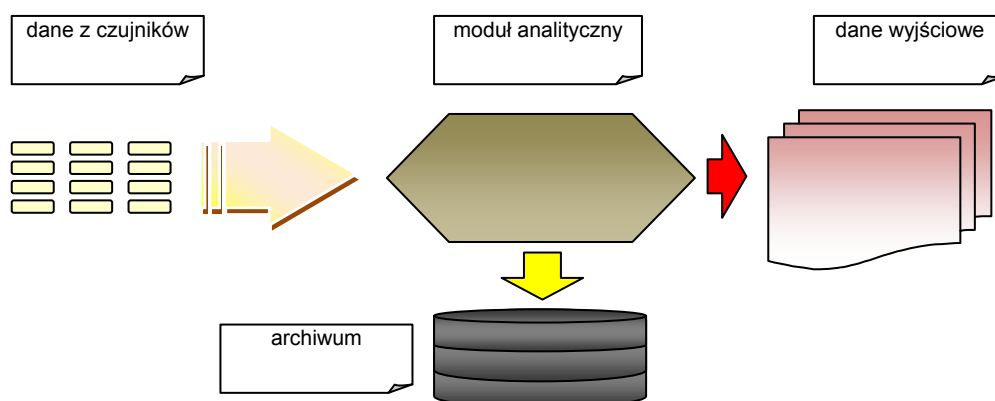 dane z czujników
moduł analityczny
dane wyjściowe
archiwum